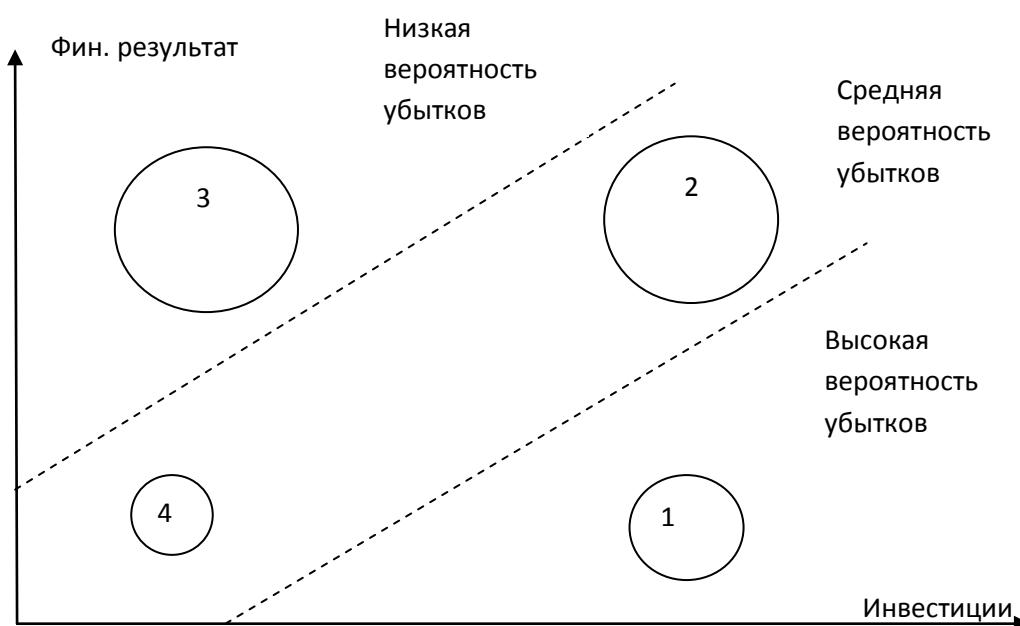 Фин. результат
Низкая
вероятность
убытков
Средняя
вероятность
убытков
3
2
Высокая
вероятность
убытков
4
1
Инвестиции